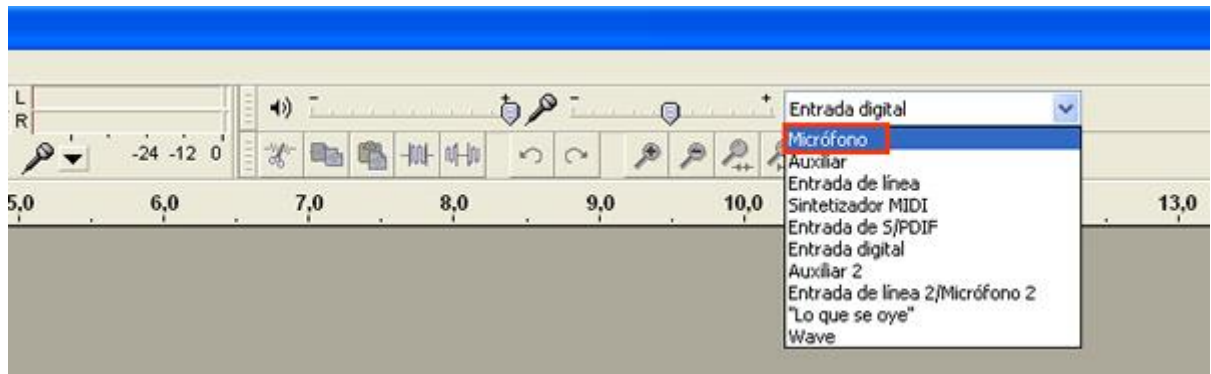 L
R
- + - + Entrada digital
-24 -12 0
5,0 6,0 7,0 8,0 9,0 10,0 13,0
Micrófono
Auxiliar
Entrada de línea
Sintetizador MIDI
Entrada de S/PDIF
Entrada digital
Auxiliar 2
Entrada de línea 2/Micrófono 2
"Lo que se oye"
Wave